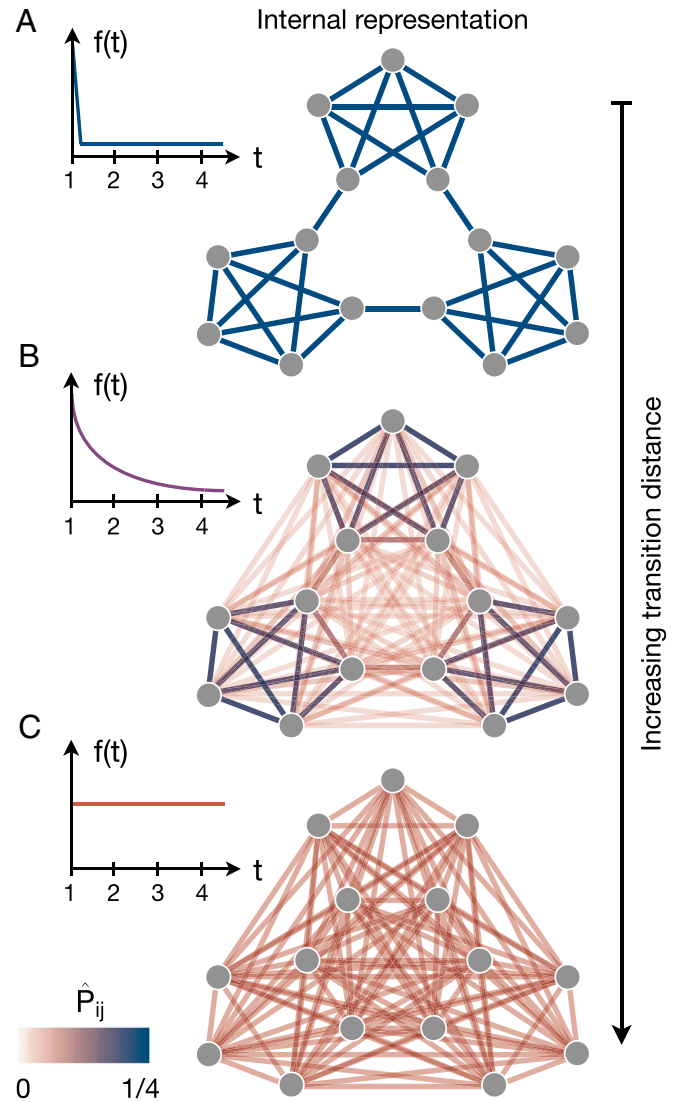 Internal representation
A
f(t)
t
1 2 3 4
B
f(t)
t
1 2 3 4
C
f(t)
t
1 2 3 4
Increasing transition distance
P̂ij
0 1/4